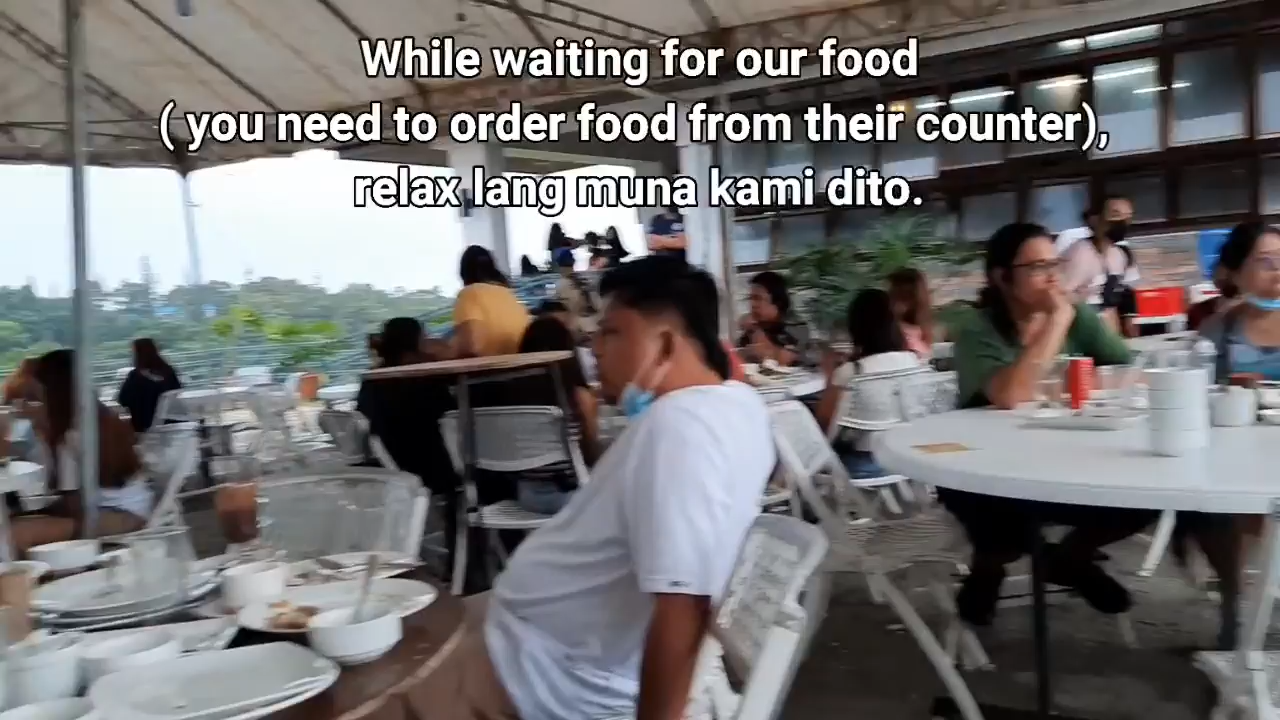 While waiting for our food
( you need to order food from their counter),
relax lang muna kami dito.